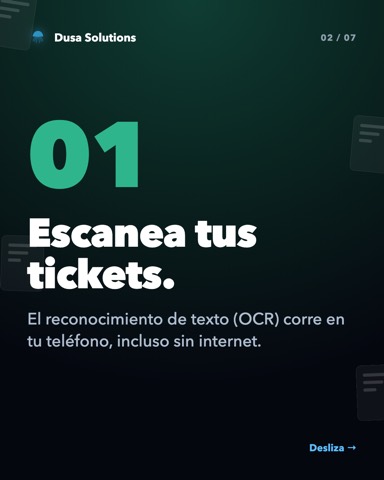 Dusa Solutions
02 / 07
01
Escanea tus
tickets.
El reconocimiento de texto (OCR) corre en
tu teléfono, incluso sin internet.
Desliza →